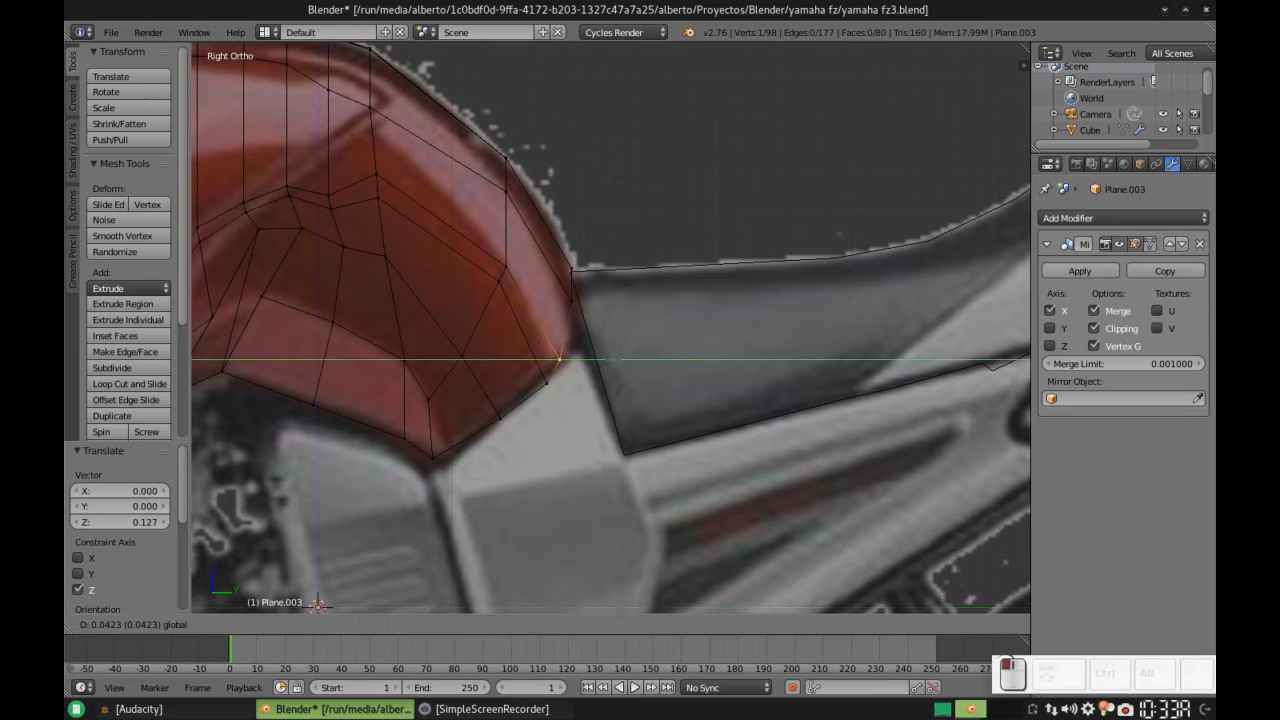 Blender* [/run/media/alberto/1c0bdf0d-9ffa-4172-b203-1327c47a7a25/alberto/Proyectos/Blender/yamaha fz/yamaha fz3.blend]
File Render Window Help Default Scene Cycles Render v2.76 | Verts:1/98 | Edges:0/177 | Faces:0/80 | Tris:160 | Mem:17.99M | Plane.003
Tools
Create
Shading / UVs
Options
Grease Pencil
Transform
Translate
Rotate
Scale
Shrink/Fatten
Push/Pull
Mesh Tools
Deform:
Slide Ed Vertex
Noise
Smooth Vertex
Randomize
Add:
Extrude
Extrude Region
Extrude Individual
Inset Faces
Make Edge/Face
Subdivide
Loop Cut and Slide
Offset Edge Slide
Duplicate
Spin Screw
Translate
Vector
X: 0.000
Y: 0.000
Z: 0.127
Constraint Axis
X
Y
Z
Orientation
Right Ortho
(1) Plane.003
D: 0.0423 (0.0423) global
View Search All Scenes
Scene
RenderLayers
World
Camera
Cube
Plane.003
Add Modifier
Mi
Apply Copy
Axis: Options: Textures:
X Merge U
Y Clipping V
Z Vertex G
Merge Limit: 0.001000
Mirror Object:
-50 -40 -30 -20 -10 0 10 20 30 40 50 60 70 80 90 100 110 120 130 140 150 160 170 180 190 200 210 220 230 240 250 260
View Marker Frame Playback Start: 1 End: 250 1 No Sync
Ctrl Alt
[Audacity] Blender* [/run/media/alber... [SimpleScreenRecorder]